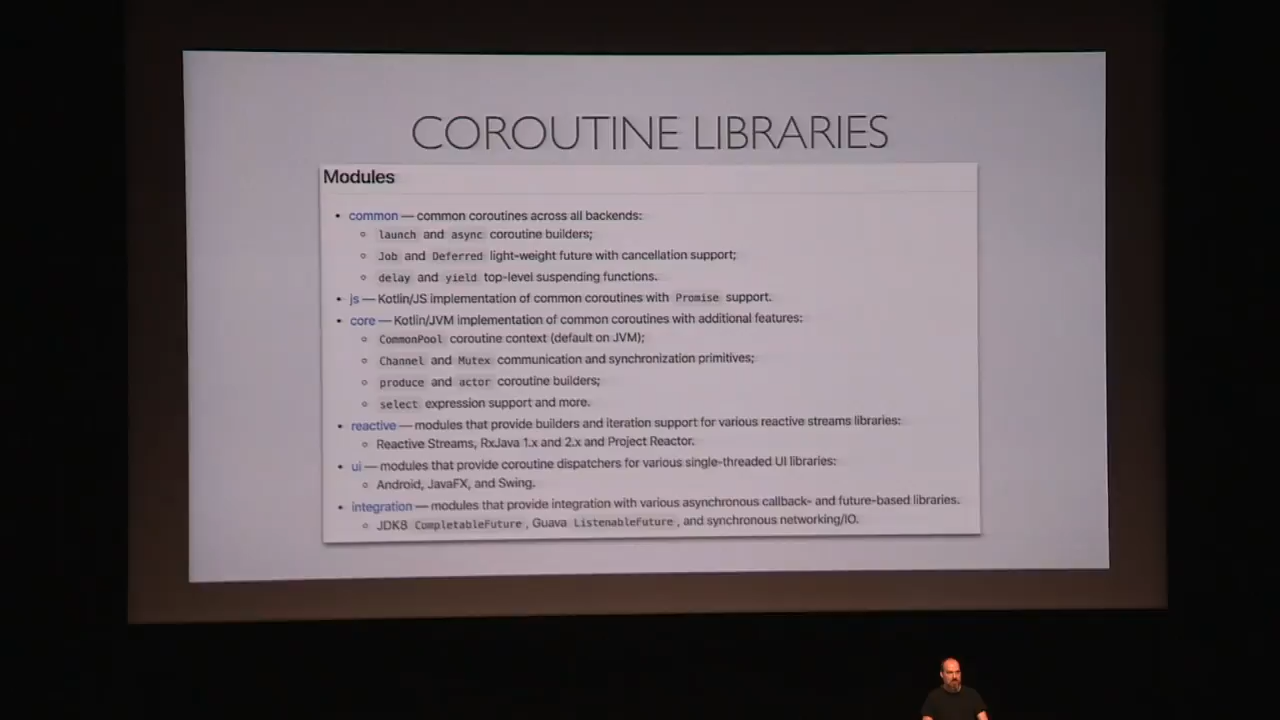 COROUTINE LIBRARIES
Modules
• common — common coroutines across all backends:
◦ launch and async coroutine builders;
◦ Job and Deferred light-weight future with cancellation support;
◦ delay and yield top-level suspending functions.
• js — Kotlin/JS implementation of common coroutines with Promise support.
• core — Kotlin/JVM implementation of common coroutines with additional features:
◦ CommonPool coroutine context (default on JVM);
◦ Channel and Mutex communication and synchronization primitives;
◦ produce and actor coroutine builders;
◦ select expression support and more.
• reactive — modules that provide builders and iteration support for various reactive streams libraries:
◦ Reactive Streams, RxJava 1.x and 2.x and Project Reactor.
• ui — modules that provide coroutine dispatchers for various single-threaded UI libraries:
◦ Android, JavaFX, and Swing.
• integration — modules that provide integration with various asynchronous callback- and future-based libraries.
◦ JDK8 CompletableFuture, Guava ListenableFuture, and synchronous networking/IO.